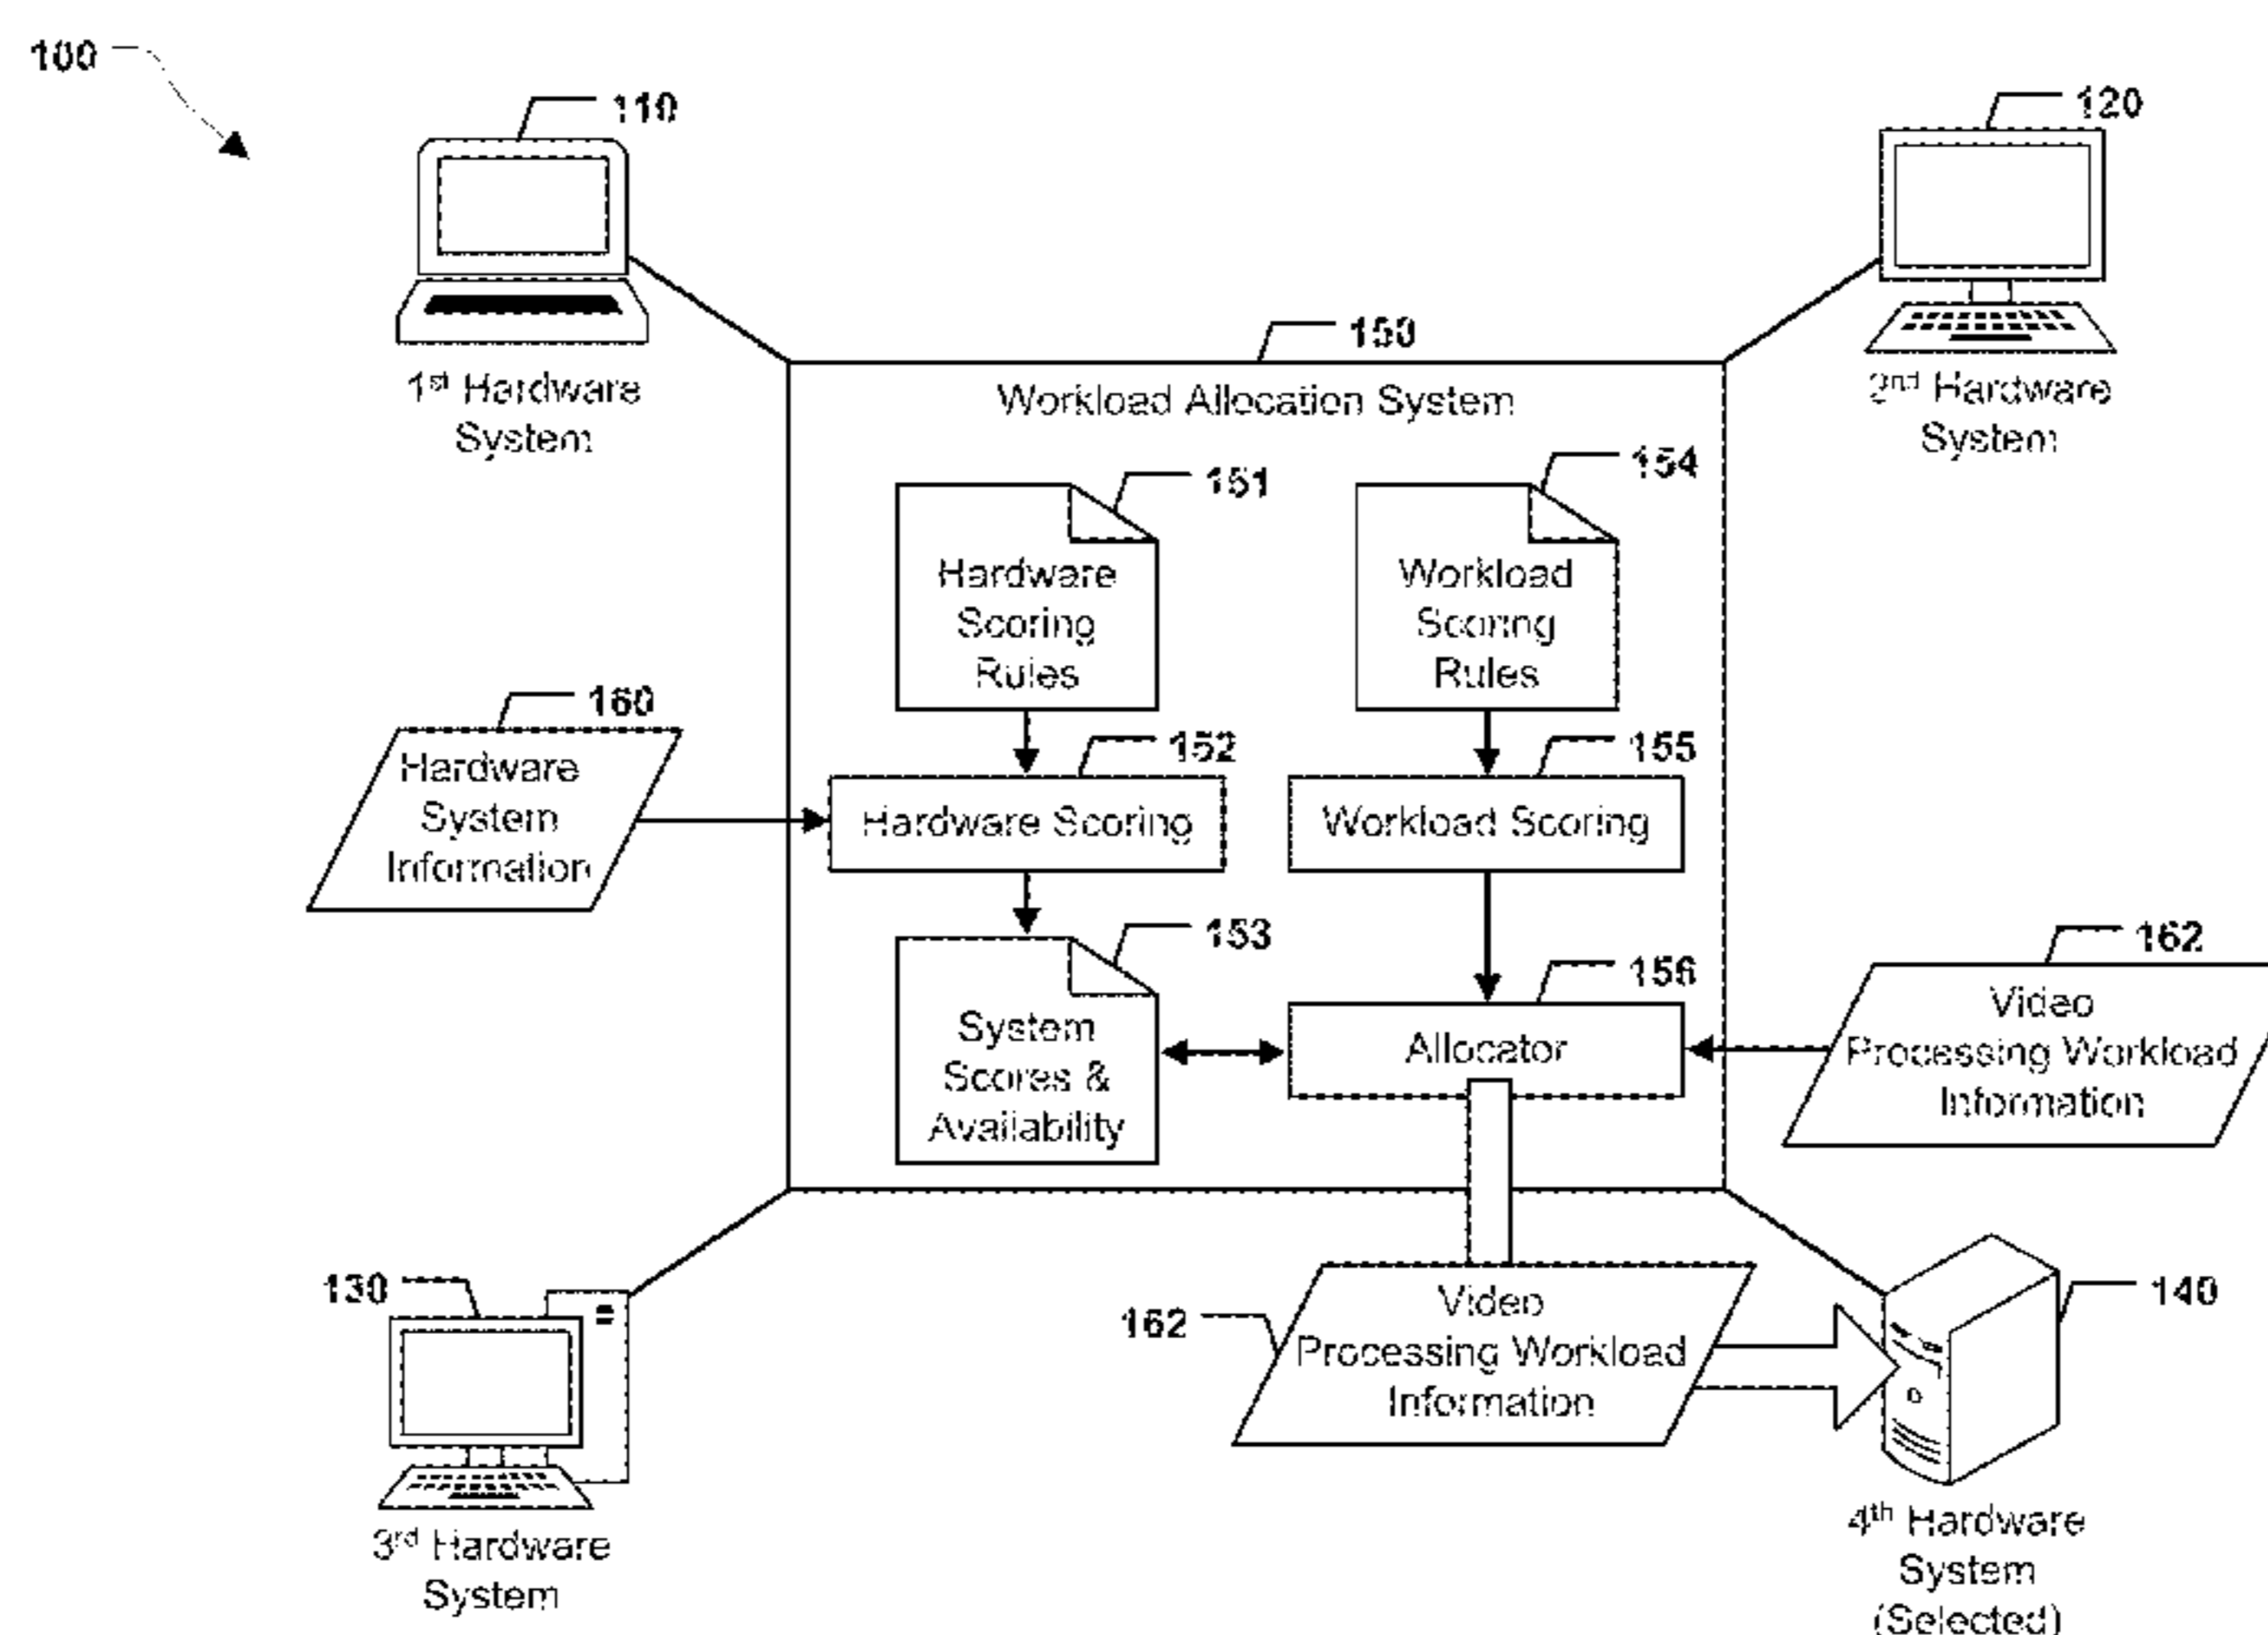 100
110
120
1st Hardware
System
2nd Hardware
System
150
Workload Allocation System
151
Hardware
Scoring
Rules
154
Workload
Scoring
Rules
160
Hardware
System
Information
152
Hardware Scoring
155
Workload Scoring
153
System
Scores &
Availability
156
Allocator
162
Video
Processing Workload
Information
130
3rd Hardware
System
162
Video
Processing Workload
Information
140
4th Hardware
System
(Selected)